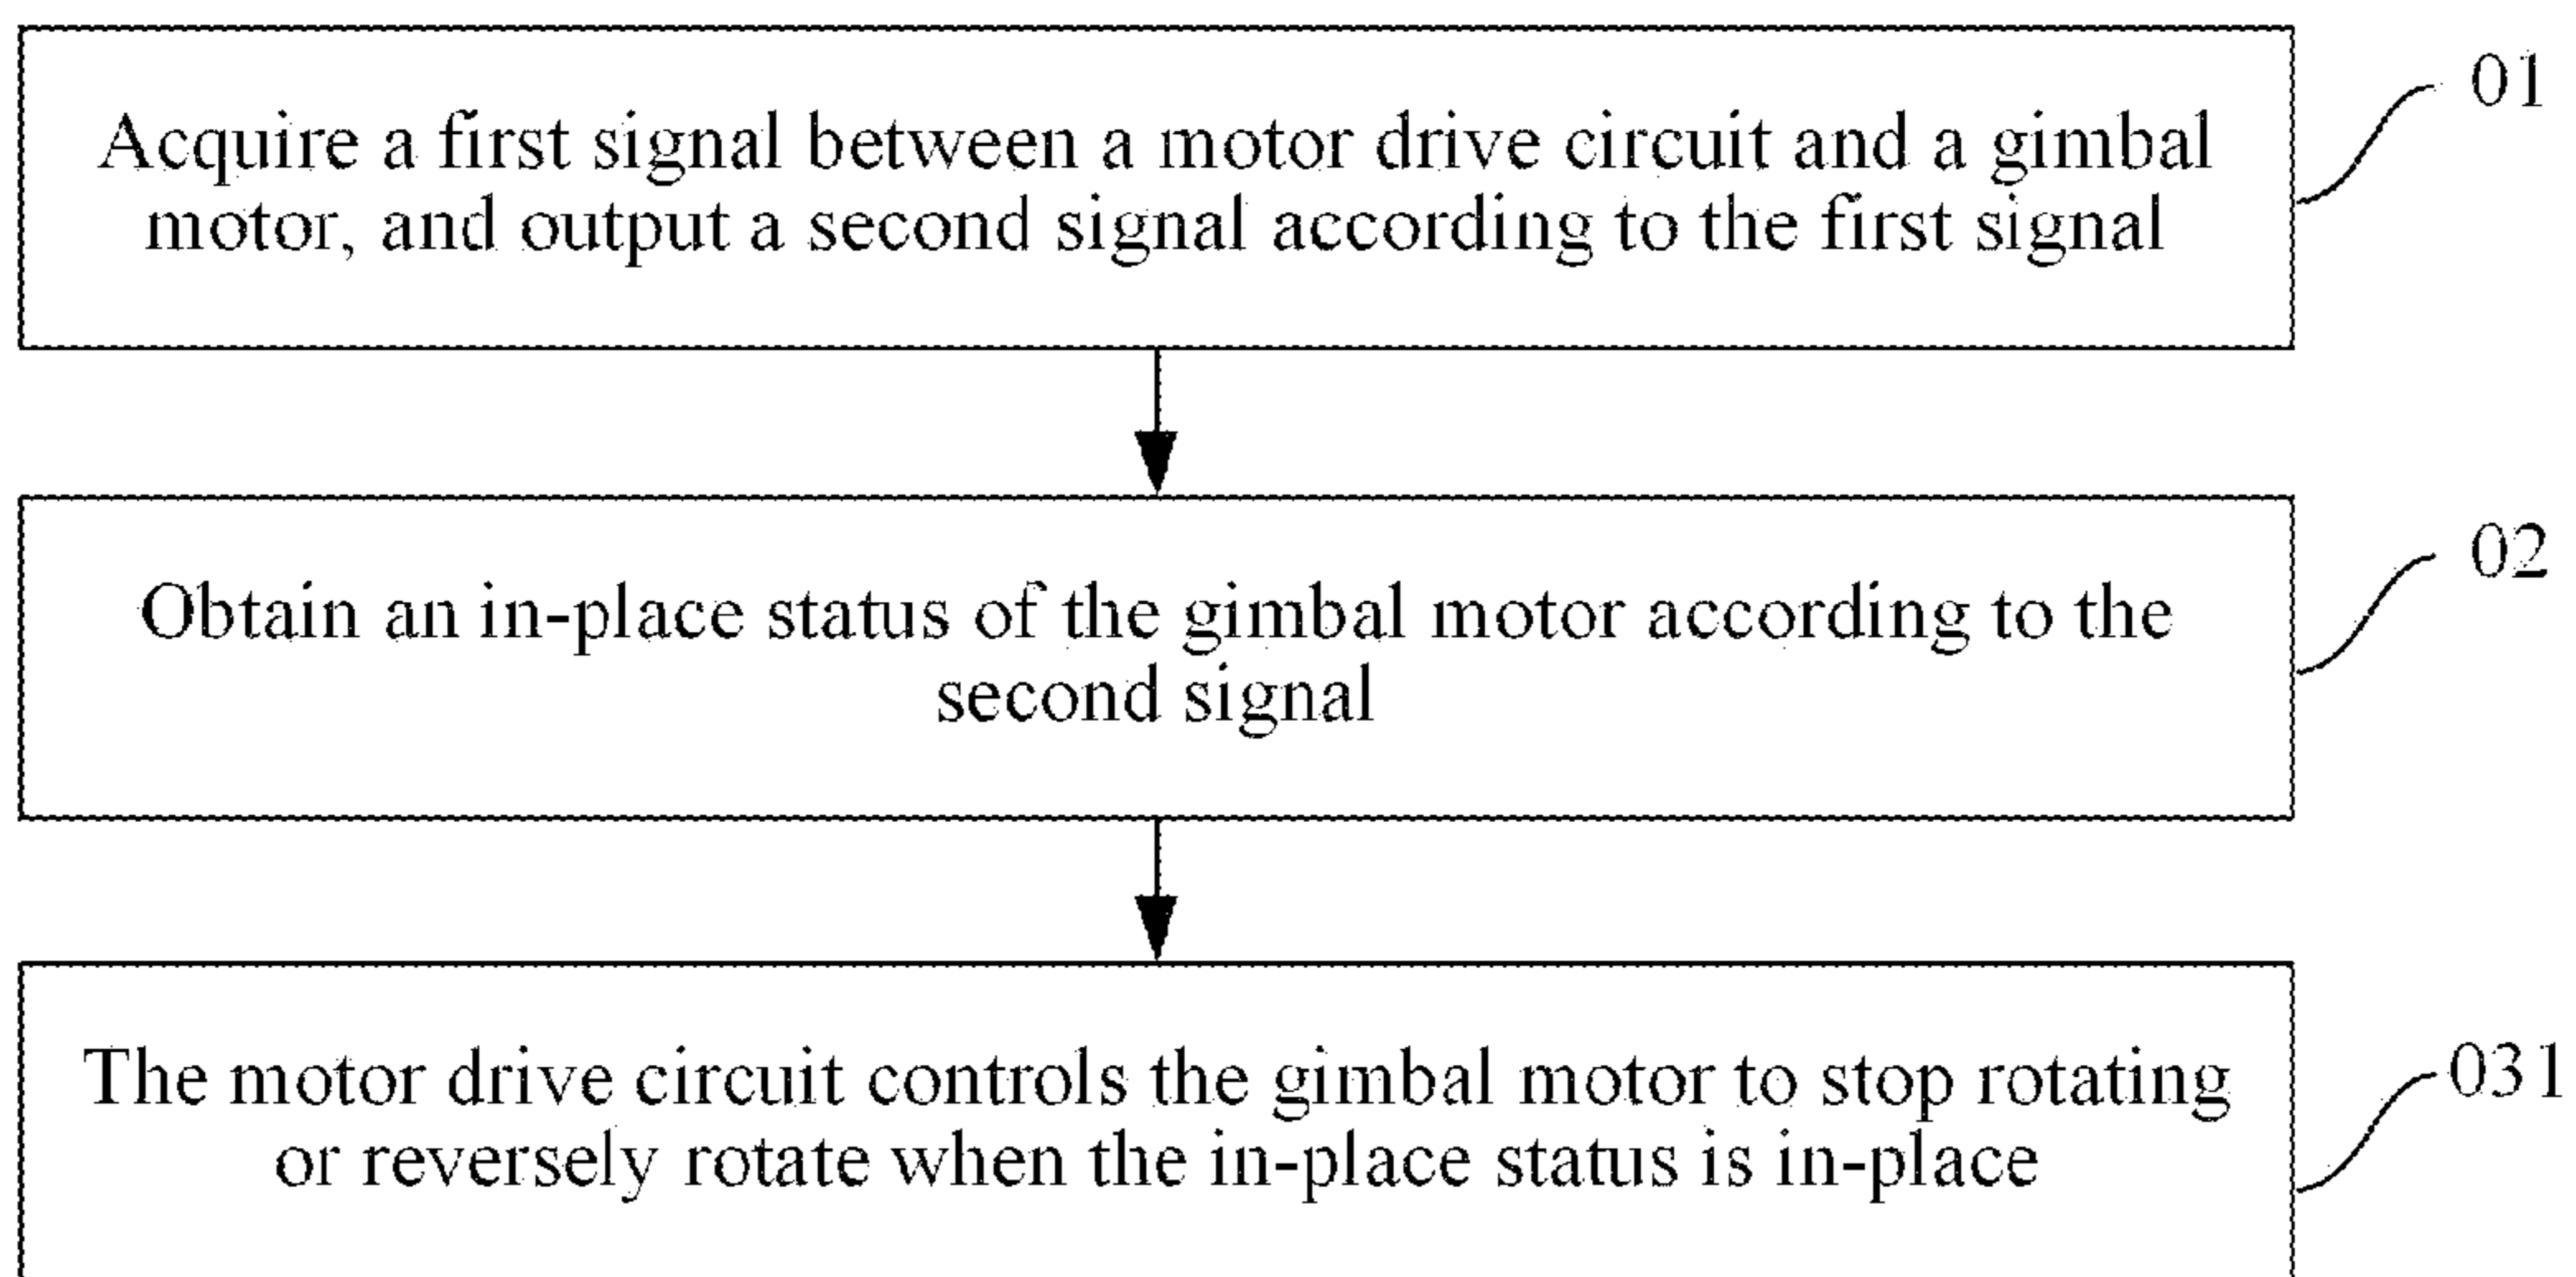 Acquire a first signal between a motor drive circuit and a gimbal
motor, and output a second signal according to the first signal
01
Obtain an in-place status of the gimbal motor according to the
second signal
02
The motor drive circuit controls the gimbal motor to stop rotating
or reversely rotate when the in-place status is in-place
031